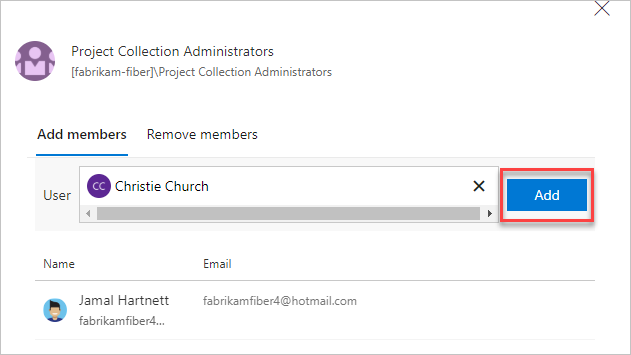 Project Collection Administrators
[fabrikam-fiber]\Project Collection Administrators
Add members Remove members
User CC Christie Church Add
Name Email
Jamal Hartnett fabrikamfiber4@hotmail.com
fabrikamfiber4...